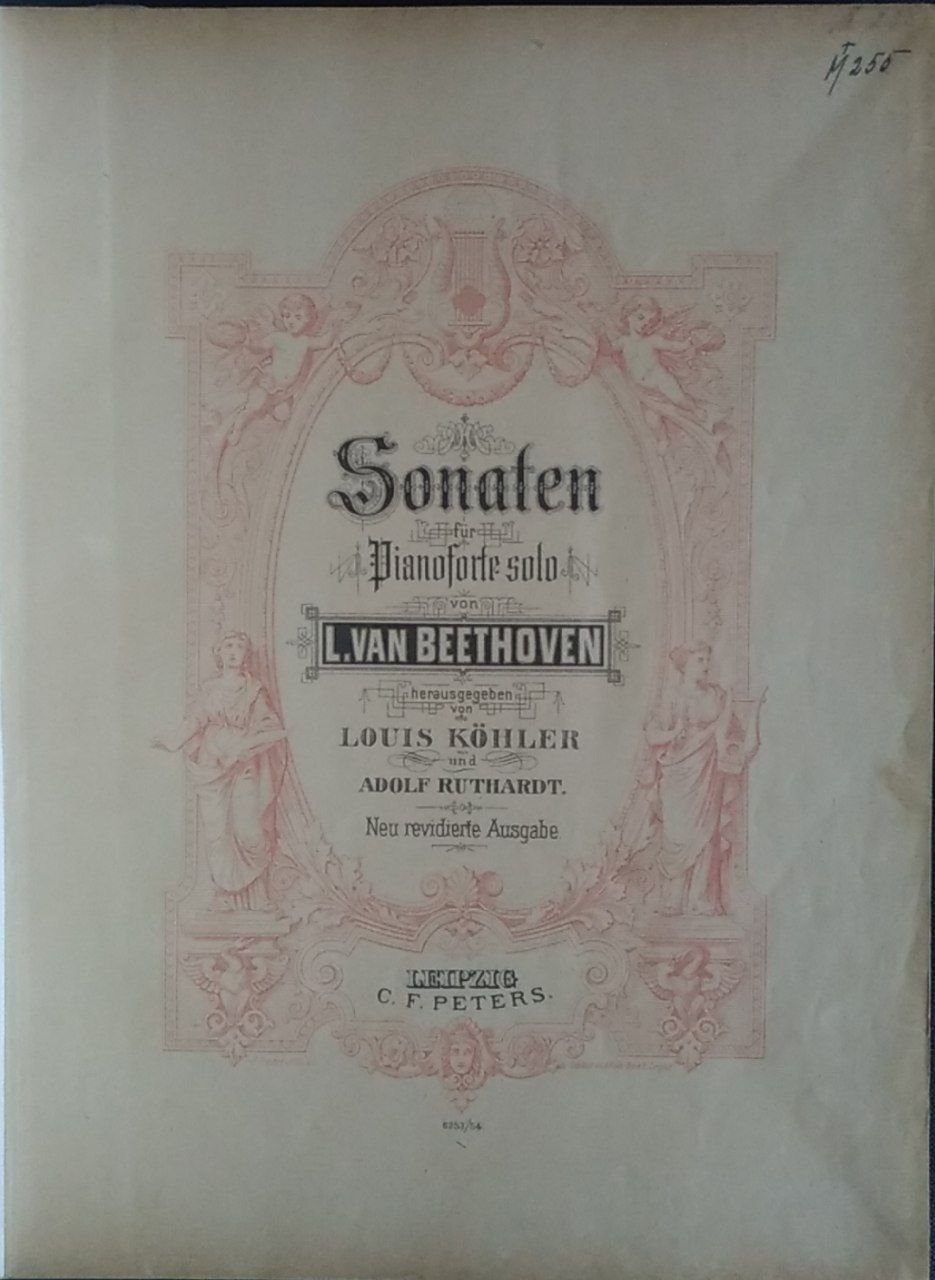 255
Sonaten
für
Pianoforte solo
von
L. VAN BEETHOVEN
herausgegeben
von
LOUIS KÖHLER
und
ADOLF RUTHARDT.
Neu revidierte Ausgabe
LEIPZIG
C. F. PETERS.